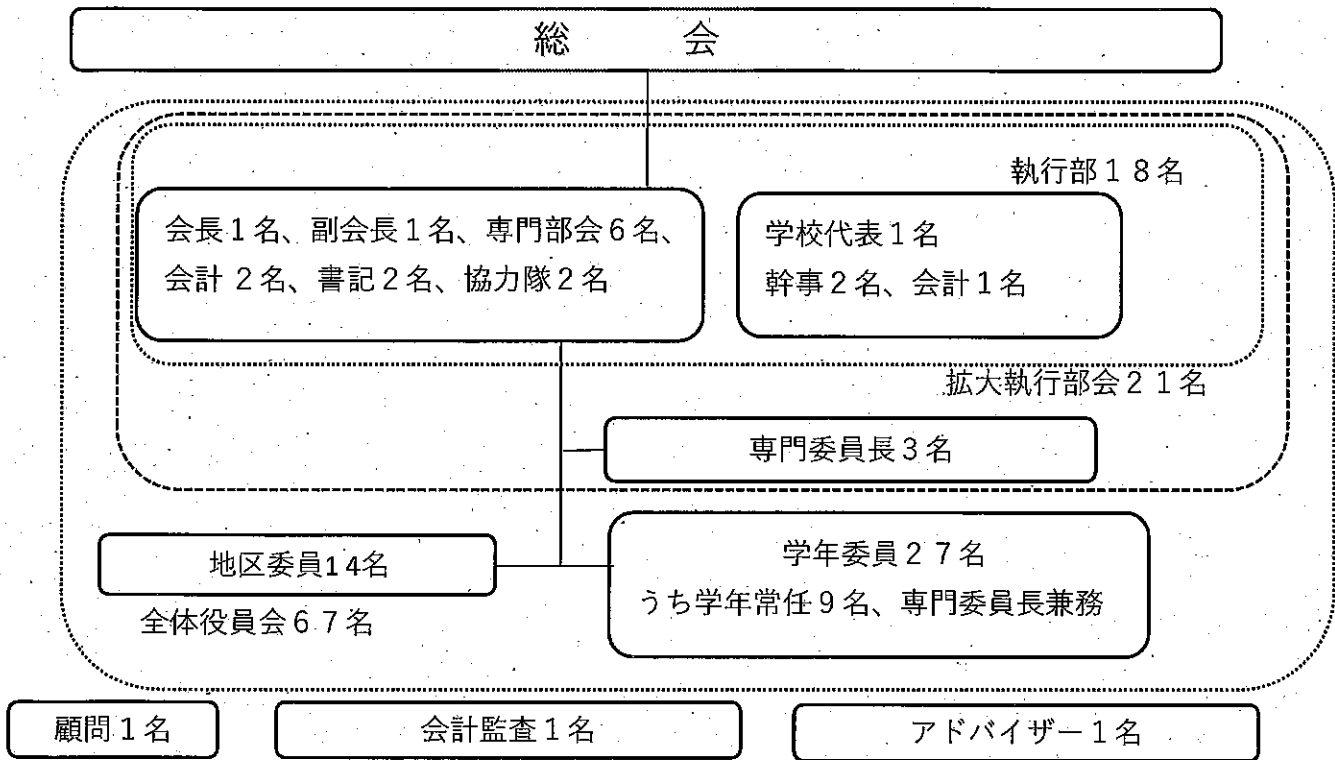 総　会
執行部１８名
会長１名、副会長１名、専門部会６名、
会計 ２名、書記２名、協力隊２名
学校代表１名
幹事２名、会計１名
拡大執行部会２１名
専門委員長３名
地区委員14名
全体役員会６７名
学年委員２７名
うち学年常任９名、専門委員長兼務
顧問１名
会計監査１名
アドバイザー１名